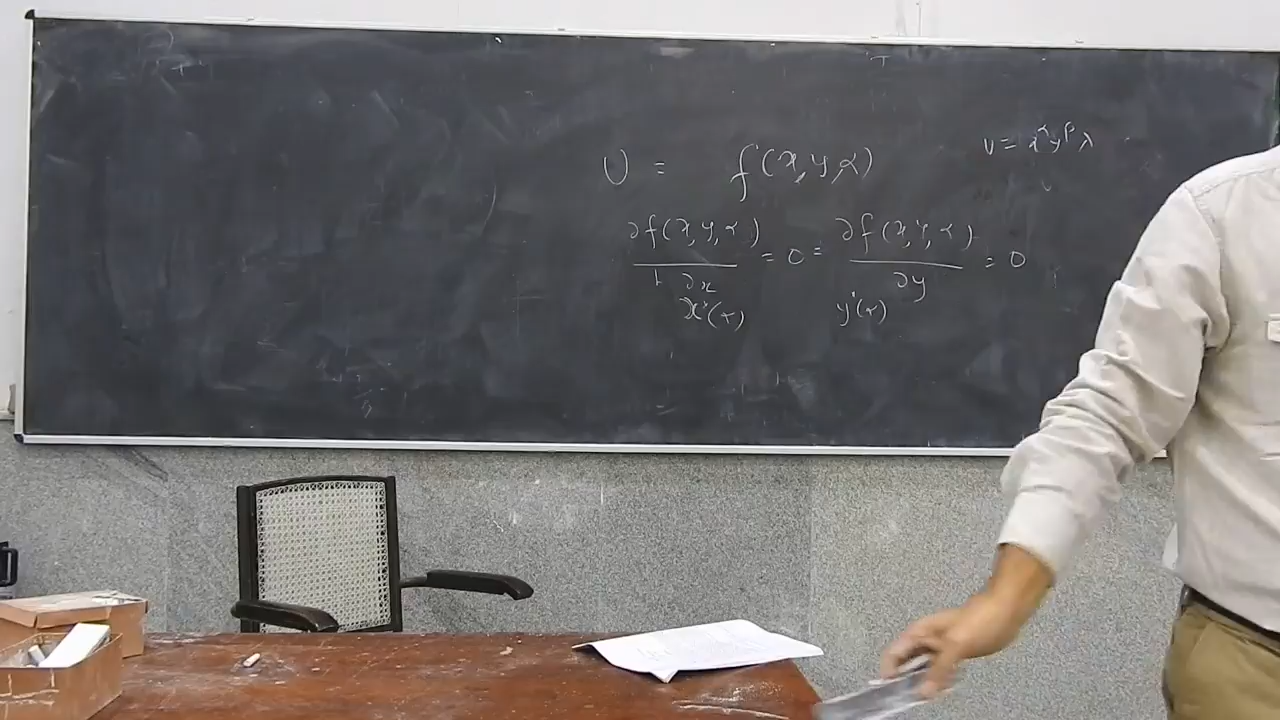 U = f(x, y, α)
U = x^α y^β λ
∂f(x, y, α) / ∂x = 0 = ∂f(x, y, α) / ∂y = 0
x*(α) y*(α)